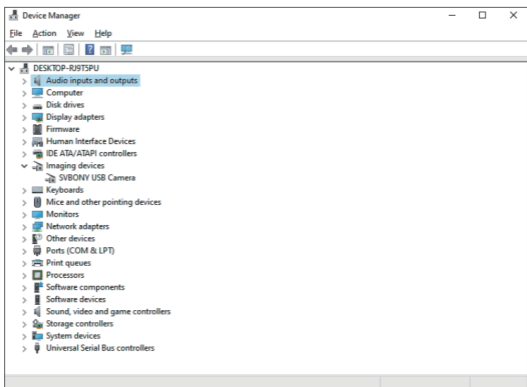 Device Manager
File Action View Help
DESKTOP-RJ9T5PU
Audio inputs and outputs
Computer
Disk drives
Display adapters
Firmware
Human Interface Devices
IDE ATA/ATAPI controllers
Imaging devices
SVBONY USB Camera
Keyboards
Mice and other pointing devices
Monitors
Network adapters
Other devices
Ports (COM & LPT)
Print queues
Processors
Software components
Software devices
Sound, video and game controllers
Storage controllers
System devices
Universal Serial Bus controllers